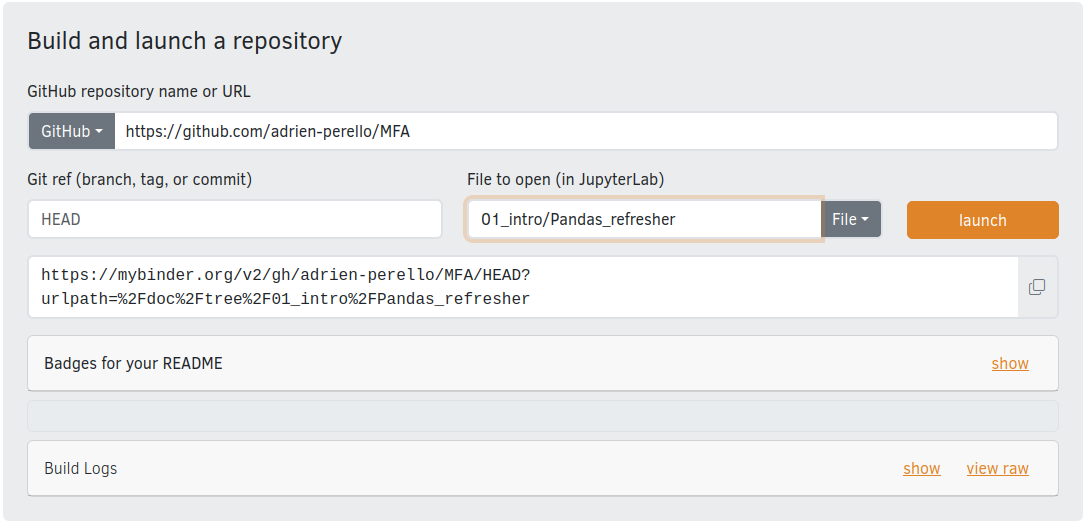 Build and launch a repository
GitHub repository name or URL
GitHub https://github.com/adrien-perello/MFA
Git ref (branch, tag, or commit) File to open (in JupyterLab)
HEAD 01_intro/Pandas_refresher File launch
https://mybinder.org/v2/gh/adrien-perello/MFA/HEAD?
urlpath=%2Fdoc%2Ftree%2F01_intro%2FPandas_refresher
Badges for your README show
Build Logs show view raw